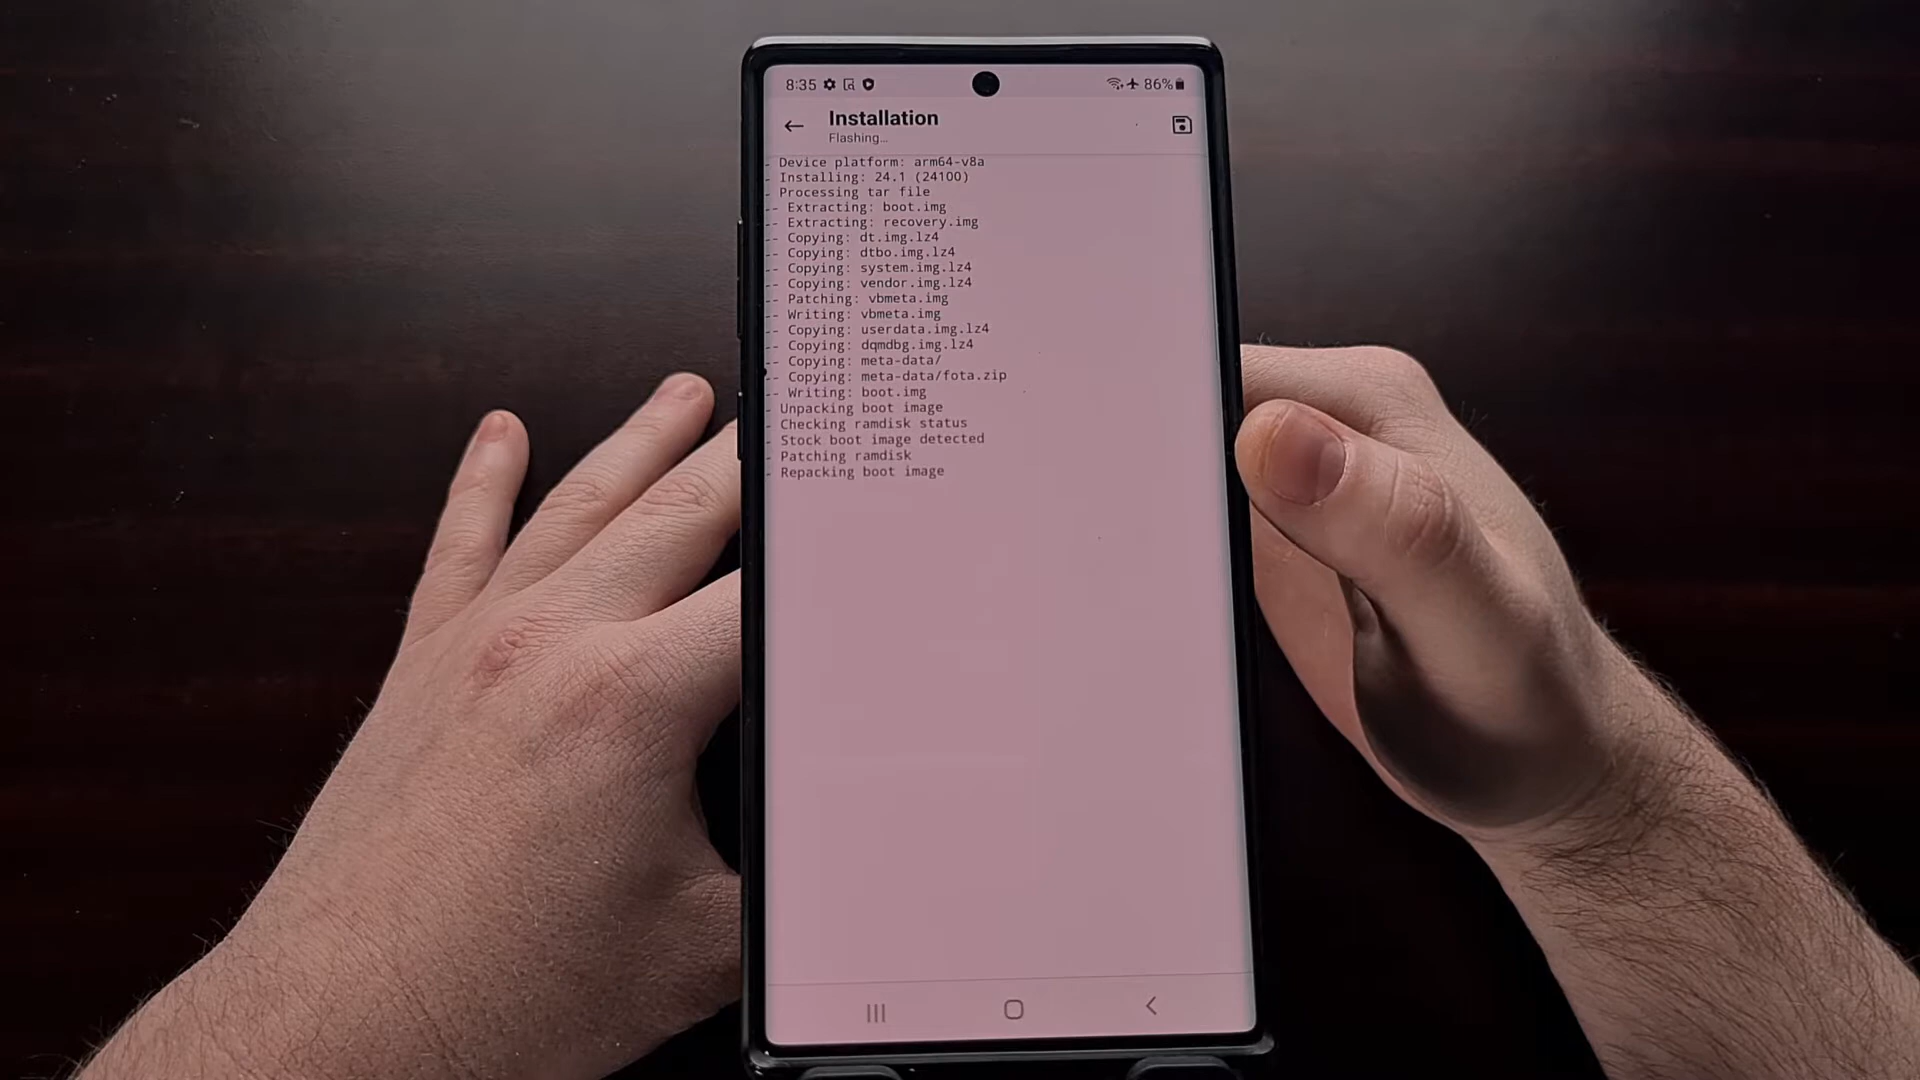 8:35 86%
Installation
Flashing...
- Device platform: arm64-v8a
- Installing: 24.1 (24100)
- Processing tar file
-- Extracting: boot.img
-- Extracting: recovery.img
-- Copying: dt.img.lz4
-- Copying: dtbo.img.lz4
-- Copying: system.img.lz4
-- Copying: vendor.img.lz4
-- Patching: vbmeta.img
-- Writing: vbmeta.img
-- Copying: userdata.img.lz4
-- Copying: dqmdbg.img.lz4
-- Copying: meta-data/
-- Copying: meta-data/fota.zip
-- Writing: boot.img
- Unpacking boot image
- Checking ramdisk status
- Stock boot image detected
- Patching ramdisk
- Repacking boot image